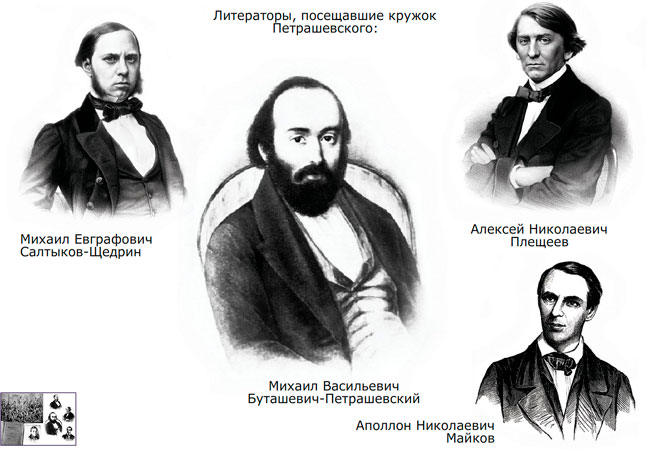 Литераторы, посещавшие кружок
Петрашевского:
Михаил Евграфович
Салтыков-Щедрин
Алексей Николаевич
Плещеев
Михаил Васильевич
Буташевич-Петрашевский
Аполлон Николаевич
Майков